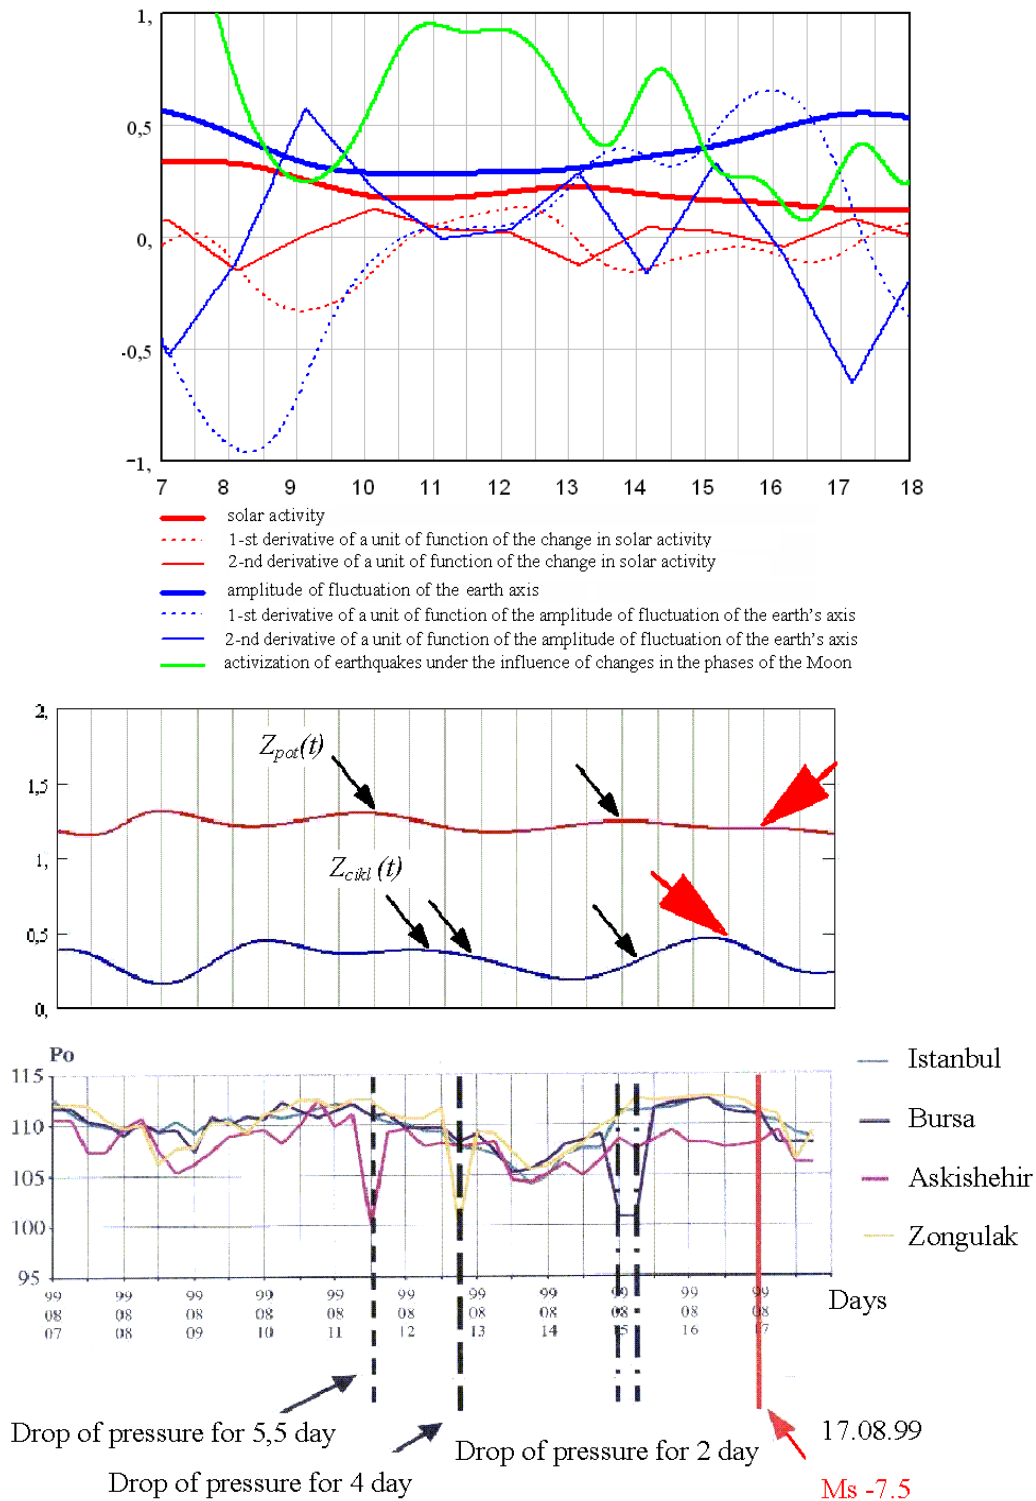 1,
0,5
0,
-0,5
-1,
7 8 9 10 11 12 13 14 15 16 17 18
solar activity
1-st derivative of a unit of function of the change in solar activity
2-nd derivative of a unit of function of the change in solar activity
amplitude of fluctuation of the earth axis
1-st derivative of a unit of function of the amplitude of fluctuation of the earth's axis
2-nd derivative of a unit of function of the amplitude of fluctuation of the earth's axis
activization of earthquakes under the influence of changes in the phases of the Moon
2,
Zpot(t)
1,5
1,
Zcikl (t)
0,5
0,
Po
115
110
105
100
95
Istanbul
Bursa
Askishehir
Zongulak
99 99 99 99 99 99 99 99 99 99 99
08 08 08 08 08 08 08 08 08 08 08
07 08 09 10 11 12 13 14 15 16 17
Days
Drop of pressure for 5,5 day
Drop of pressure for 4 day
Drop of pressure for 2 day
17.08.99
Ms -7.5